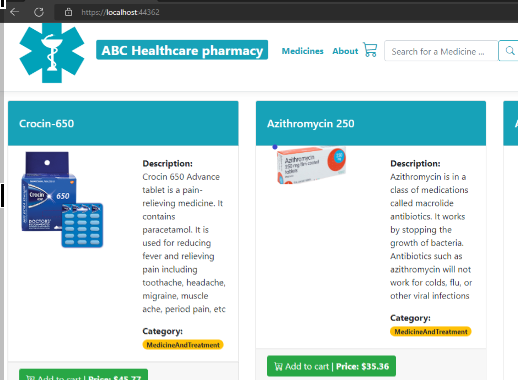 https://localhost:44362
ABC Healthcare pharmacy
Medicines
About
Search for a Medicine ...
Crocin-650
Crocin
650
Description:
Crocin 650 Advance
tablet is a pain-
relieving medicine. It
contains
paracetamol. It is
used for reducing
fever and relieving
pain including
toothache, headache,
migraine, muscle
ache, period pain, etc
Category:
MedicineAndTreatment
Add to cart | Price: $45.77
Azithromycin 250
Azithromycin
250 mg film coated
tablets
Description:
Azithromycin is in a
class of medications
called macrolide
antibiotics. It works
by stopping the
growth of bacteria.
Antibiotics such as
azithromycin will not
work for colds, flu, or
other viral infections
Category:
MedicineAndTreatment
Add to cart | Price: $35.36